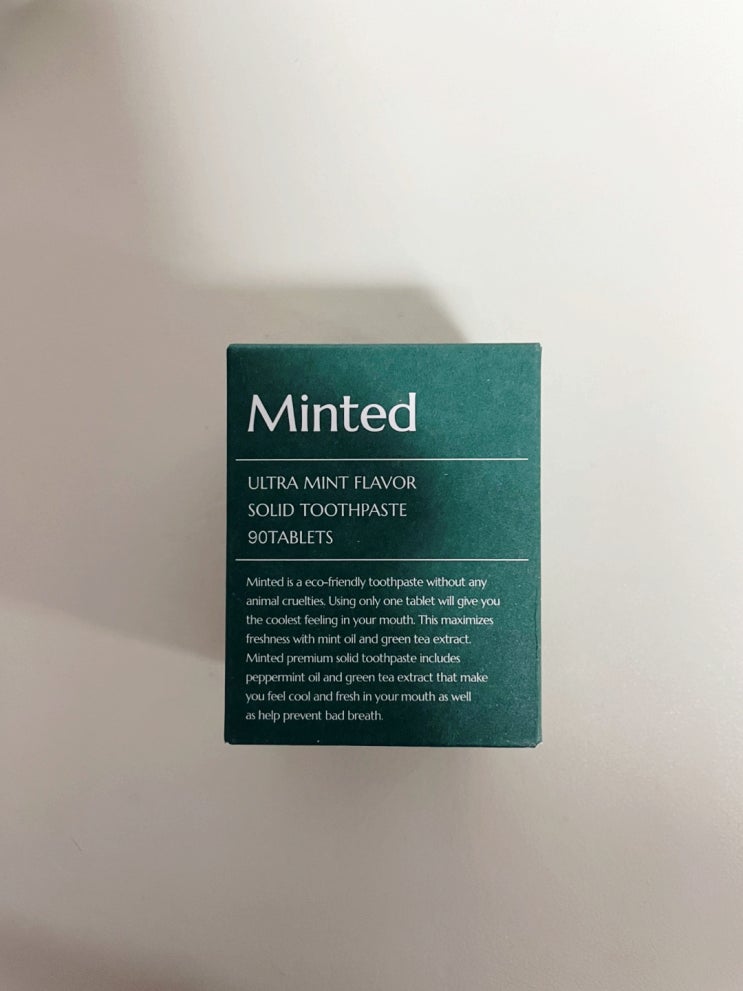 Minted
ULTRA MINT FLAVOR
SOLID TOOTHPASTE
90TABLETS
Minted is a eco-friendly toothpaste without any
animal cruelties. Using only one tablet will give you
the coolest feeling in your mouth. This maximizes
freshness with mint oil and green tea extract.
Minted premium solid toothpaste includes
peppermint oil and green tea extract that make
you feel cool and fresh in your mouth as well
as help prevent bad breath.